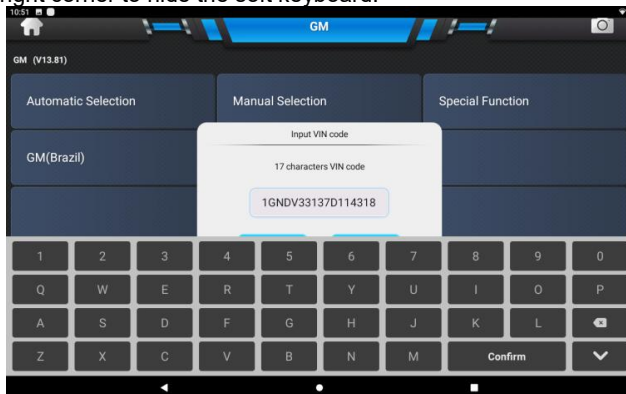 right corner to hide the soft keyboard.
10:51
GM
GM (V13.81)
Automatic Selection
Manual Selection
Special Function
GM(Brazil)
Input VIN code
17 characters VIN code
1GNDV33137D114318
1 2 3 4 5 6 7 8 9 0
Q W E R T Y U I O P
A S D F G H J K L
Z X C V B N M Confirm